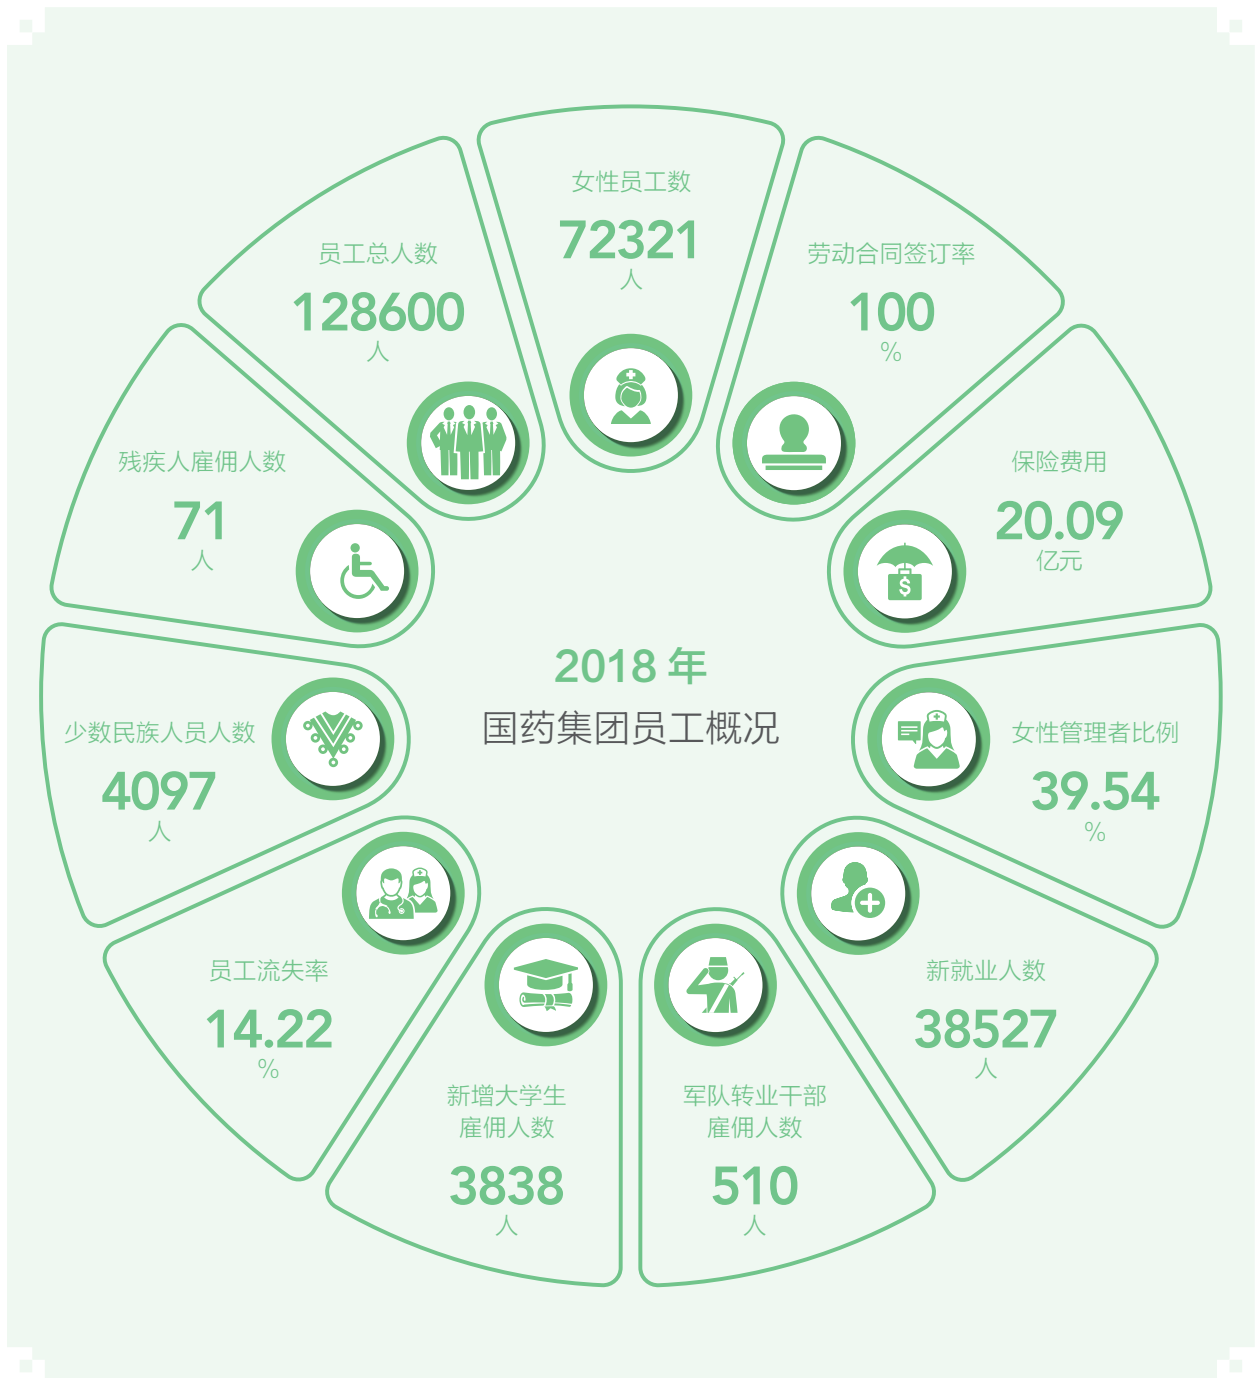 2018 年
国药集团员工概况
女性员工数
72321
人
劳动合同签订率
100
%
保险费用
20.09
亿元
女性管理者比例
39.54
%
新就业人数
38527
人
军队转业干部
雇佣人数
510
人
新增大学生
雇佣人数
3838
人
员工流失率
14.22
%
少数民族人员人数
4097
人
残疾人雇佣人数
71
人
员工总人数
128600
人
$